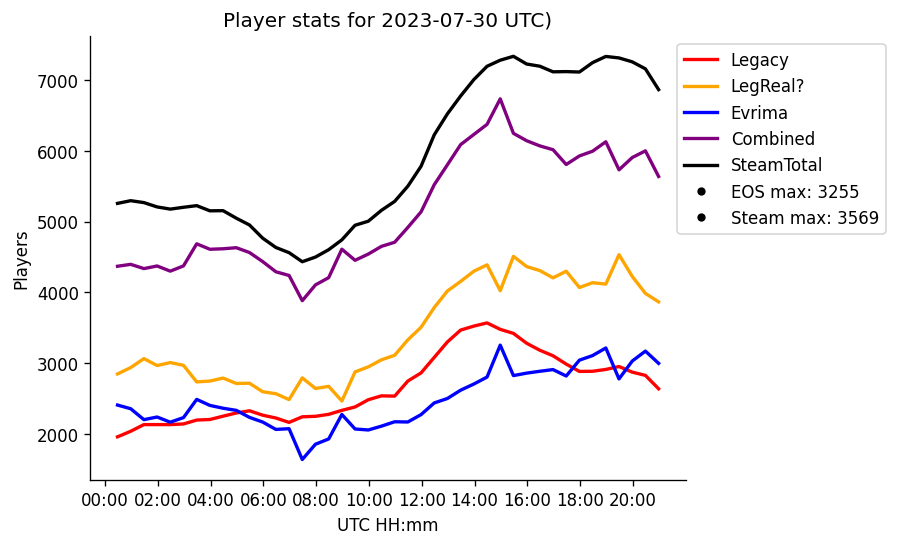 Player stats for 2023-07-30 UTC)
Players
7000
6000
5000
4000
3000
2000
00:00 02:00 04:00 06:00 08:00 10:00 12:00 14:00 16:00 18:00 20:00
UTC HH:mm
Legacy
LegReal?
Evrima
Combined
SteamTotal
EOS max: 3255
Steam max: 3569